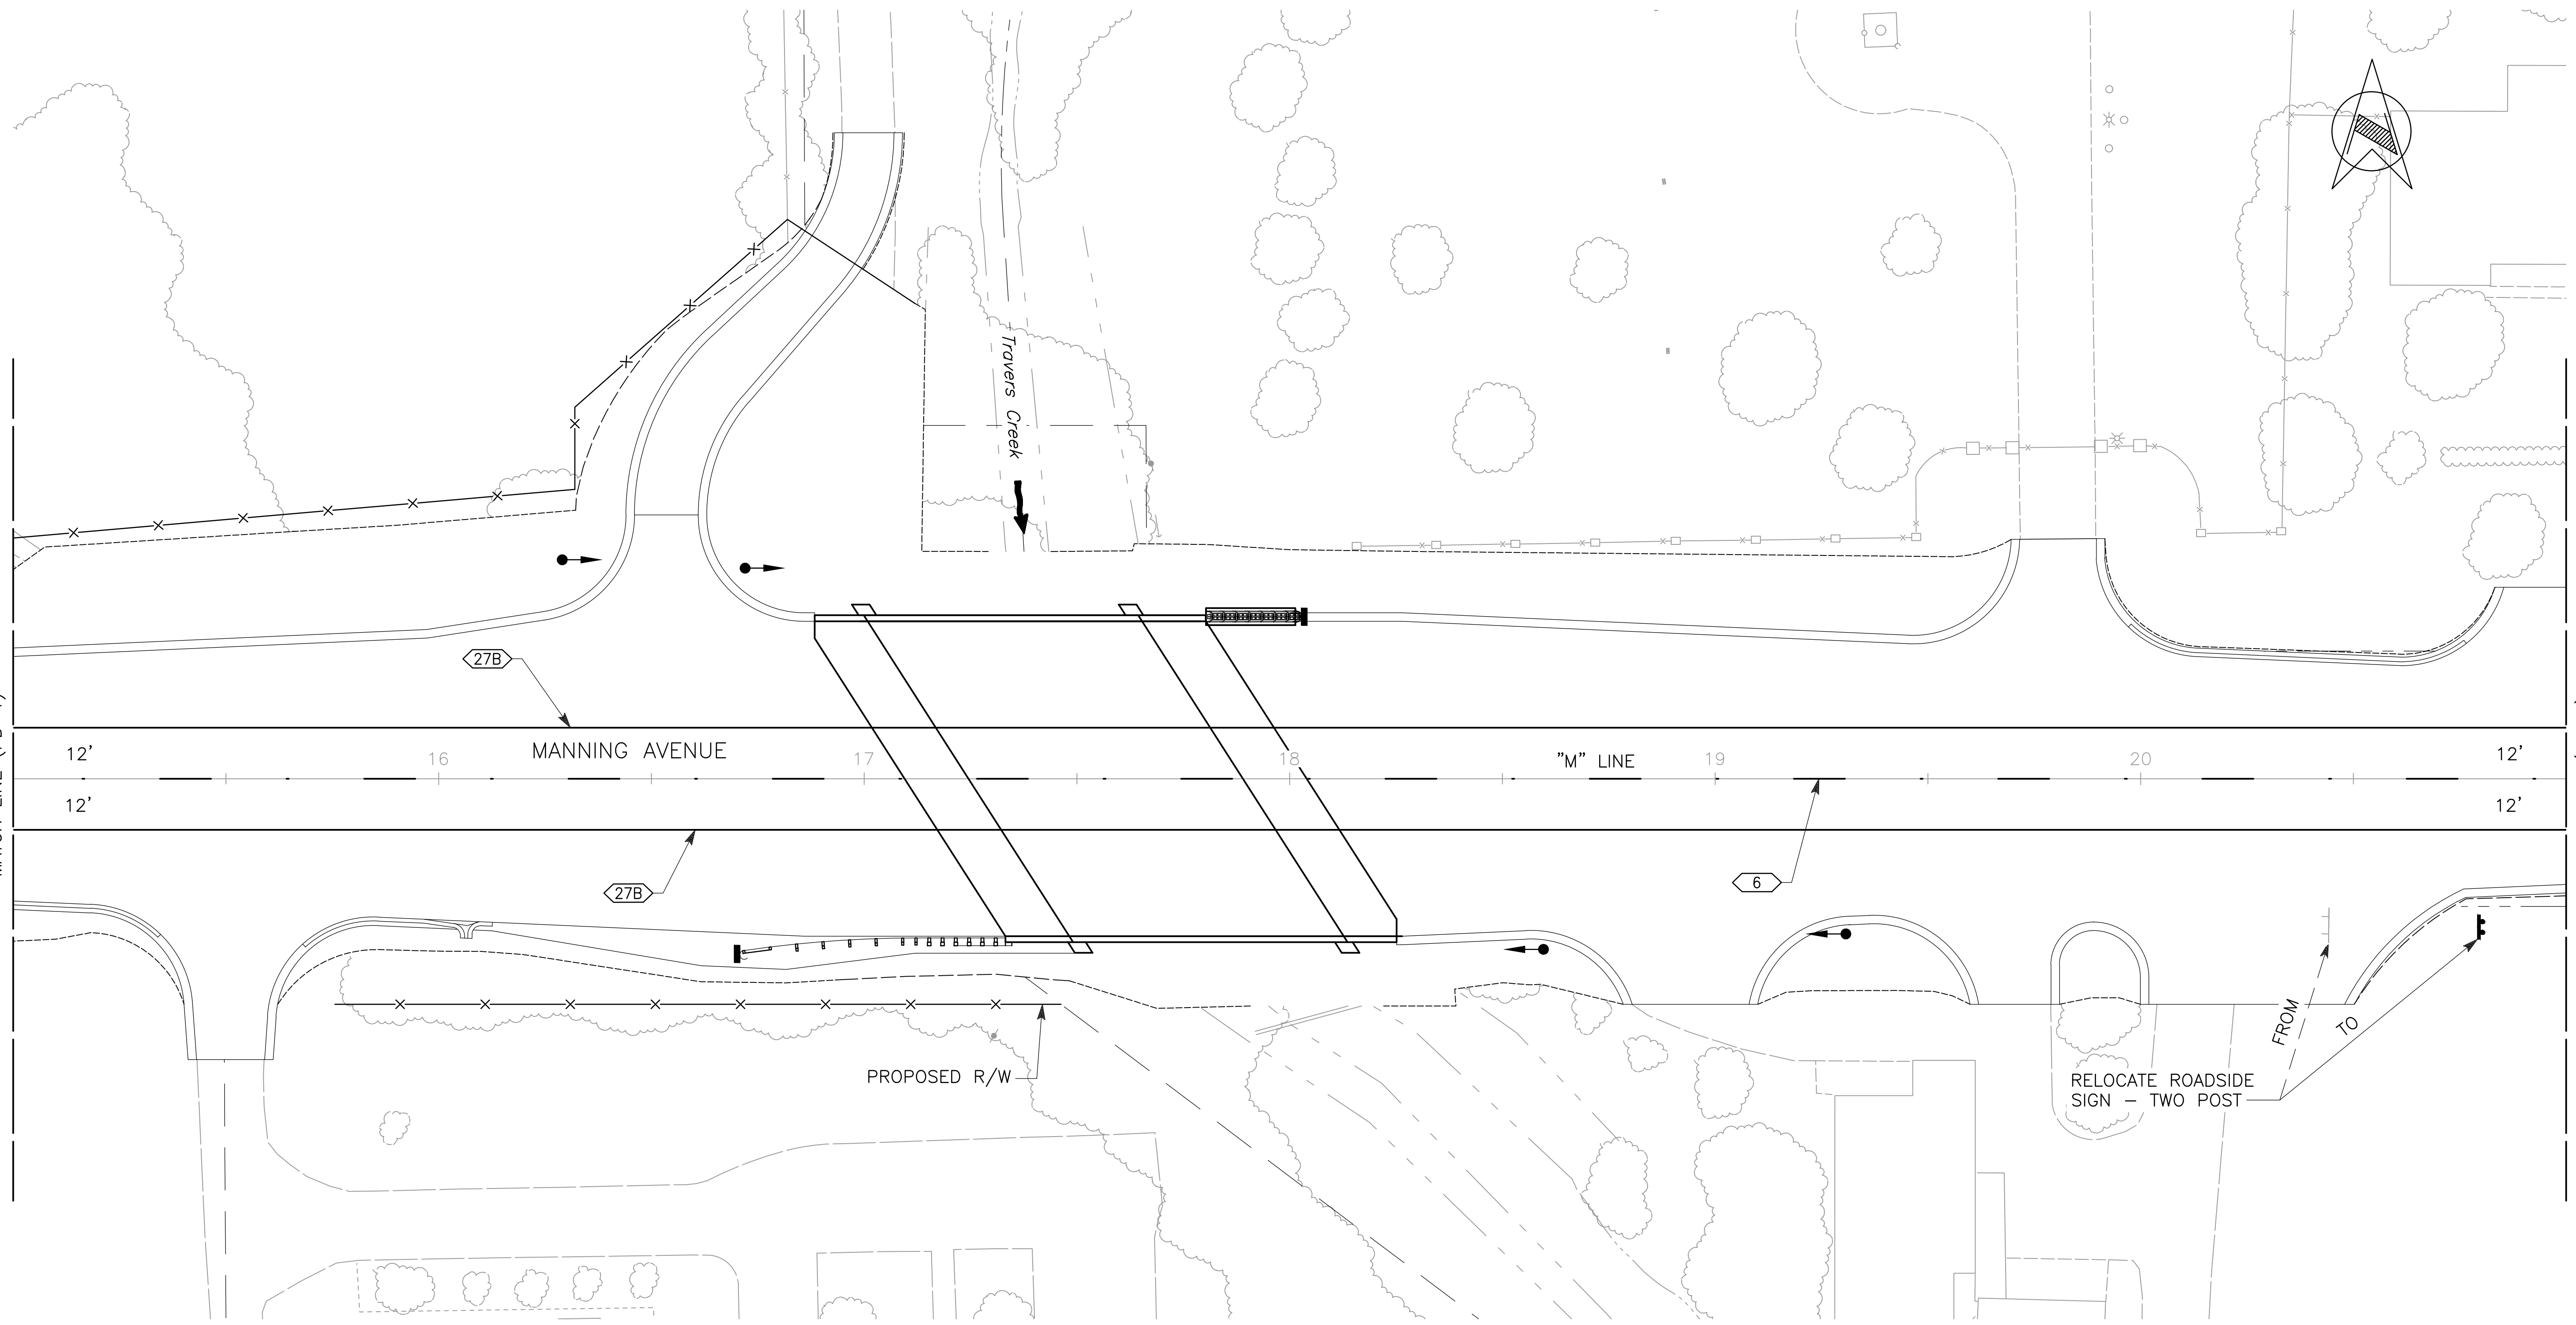 Travers Creek
27B
12'
MANNING AVENUE
"M" LINE
12'
16
17
18
19
20
12'
12'
27B
6
PROPOSED R/W
FROM
TO
RELOCATE ROADSIDE
SIGN – TWO POST